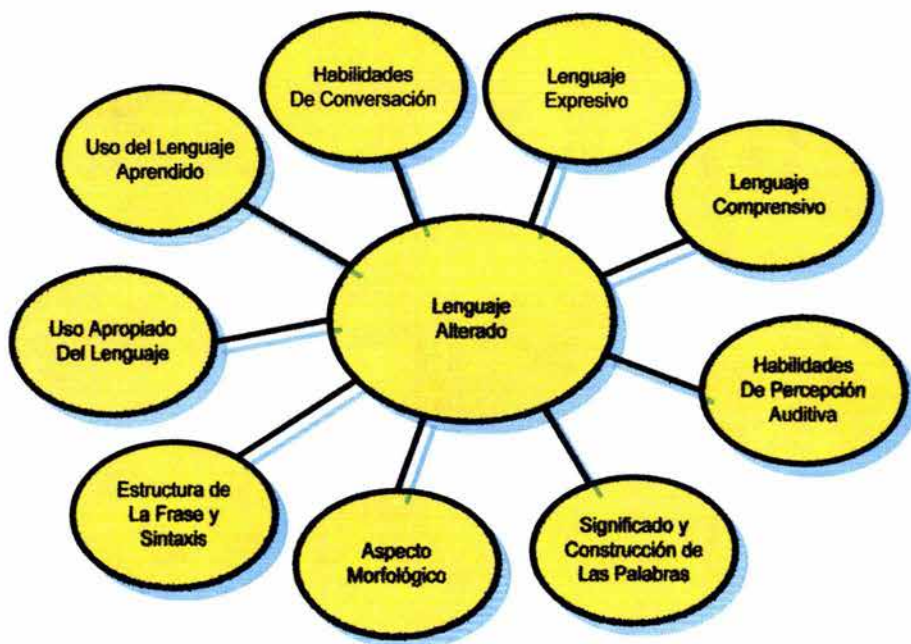 Habilidades
De Conversación
Lenguaje
Expresivo
Uso del Lenguaje
Aprendido
Lenguaje
Comprensivo
Lenguaje
Alterado
Uso Apropiado
Del Lenguaje
Habilidades
De Percepción
Auditiva
Estructura de
La Frase y
Sintaxis
Aspecto
Morfológico
Significado y
Construcción de
Las Palabras